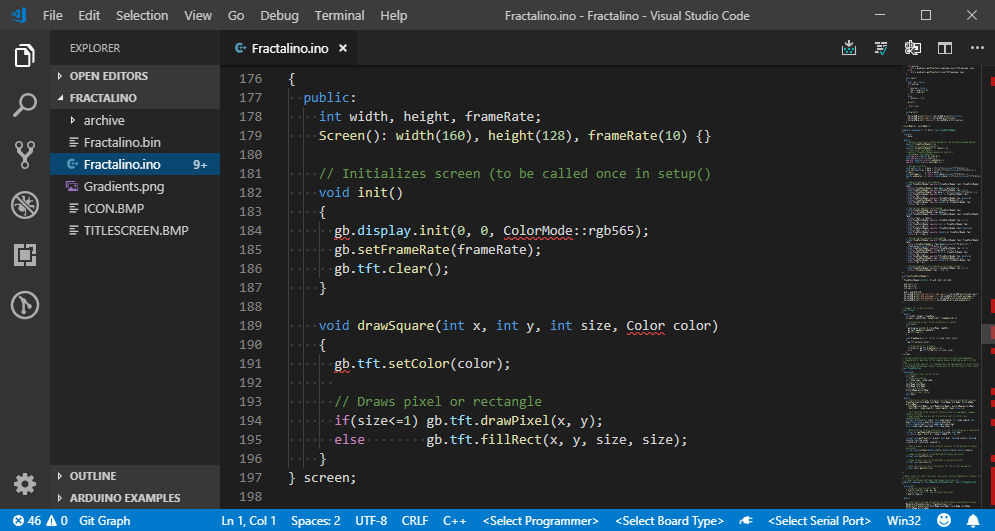 File Edit Selection View Go Debug Terminal Help Fractalino.ino - Fractalino - Visual Studio Code
EXPLORER
Fractalino.ino
OPEN EDITORS
FRACTALINO
archive
Fractalino.bin
Fractalino.ino 9+
Gradients.png
ICON.BMP
TITLESCREEN.BMP
OUTLINE
ARDUINO EXAMPLES
176 {
177 public:
178 int width, height, frameRate;
179 Screen(): width(160), height(128), frameRate(10) {}
180
181 // Initializes screen (to be called once in setup()
182 void init()
183 {
184 gb.display.init(0, 0, ColorMode::rgb565);
185 gb.setFrameRate(frameRate);
186 gb.tft.clear();
187 }
188
189 void drawSquare(int x, int y, int size, Color color)
190 {
191 gb.tft.setColor(color);
192
193 // Draws pixel or rectangle
194 if(size<=1) gb.tft.drawPixel(x, y);
195 else gb.tft.fillRect(x, y, size, size);
196 }
197 } screen;
198
46 0 Git Graph Ln 1, Col 1 Spaces: 2 UTF-8 CRLF C++ <Select Programmer> <Select Board Type> <Select Serial Port> Win32